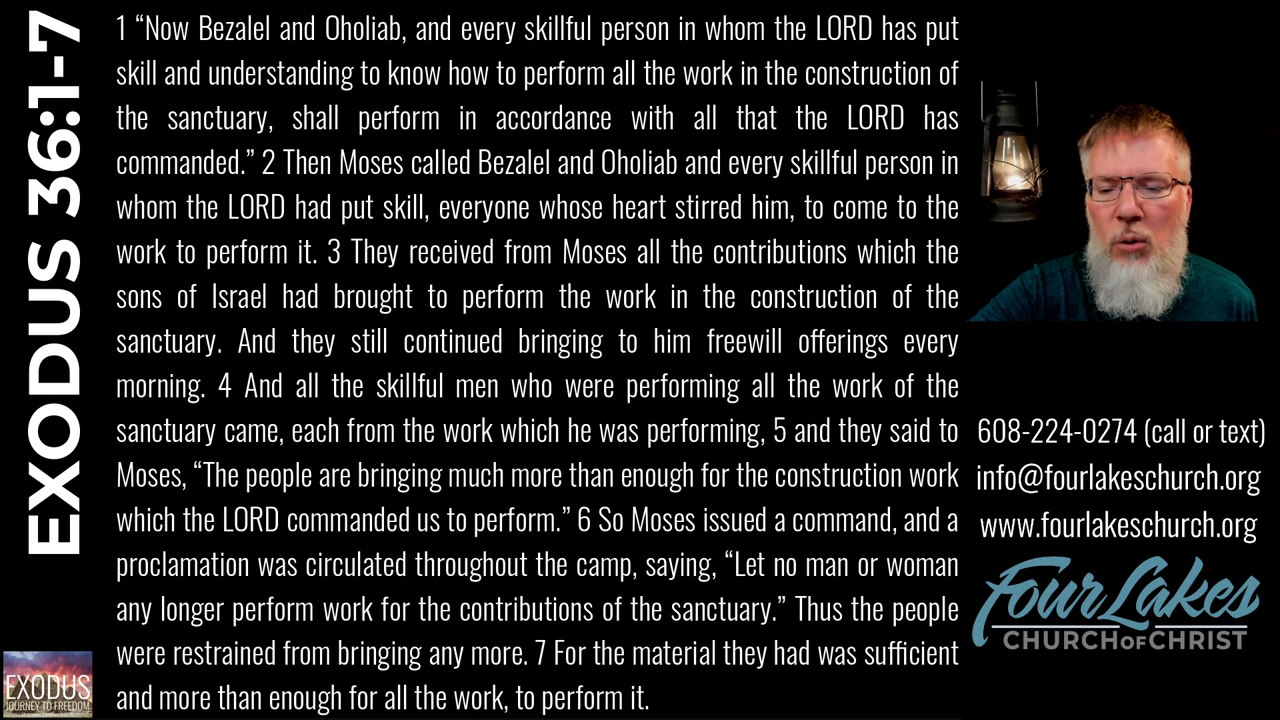 EXODUS 36:1-7
1 “Now Bezalel and Oholiab, and every skillful person in whom the LORD has put
skill and understanding to know how to perform all the work in the construction of
the sanctuary, shall perform in accordance with all that the LORD has
commanded.” 2 Then Moses called Bezalel and Oholiab and every skillful person in
whom the LORD had put skill, everyone whose heart stirred him, to come to the
work to perform it. 3 They received from Moses all the contributions which the
sons of Israel had brought to perform the work in the construction of the
sanctuary. And they still continued bringing to him freewill offerings every
morning. 4 And all the skillful men who were performing all the work of the
sanctuary came, each from the work which he was performing, 5 and they said to
Moses, “The people are bringing much more than enough for the construction work
which the LORD commanded us to perform.” 6 So Moses issued a command, and a
proclamation was circulated throughout the camp, saying, “Let no man or woman
any longer perform work for the contributions of the sanctuary.” Thus the people
were restrained from bringing any more. 7 For the material they had was sufficient
and more than enough for all the work, to perform it.
608-224-0274 (call or text)
info@fourlakeschurch.org
www.fourlakeschurch.org
Four Lakes
CHURCH OF CHRIST
EXODUS
JOURNEY TO FREEDOM